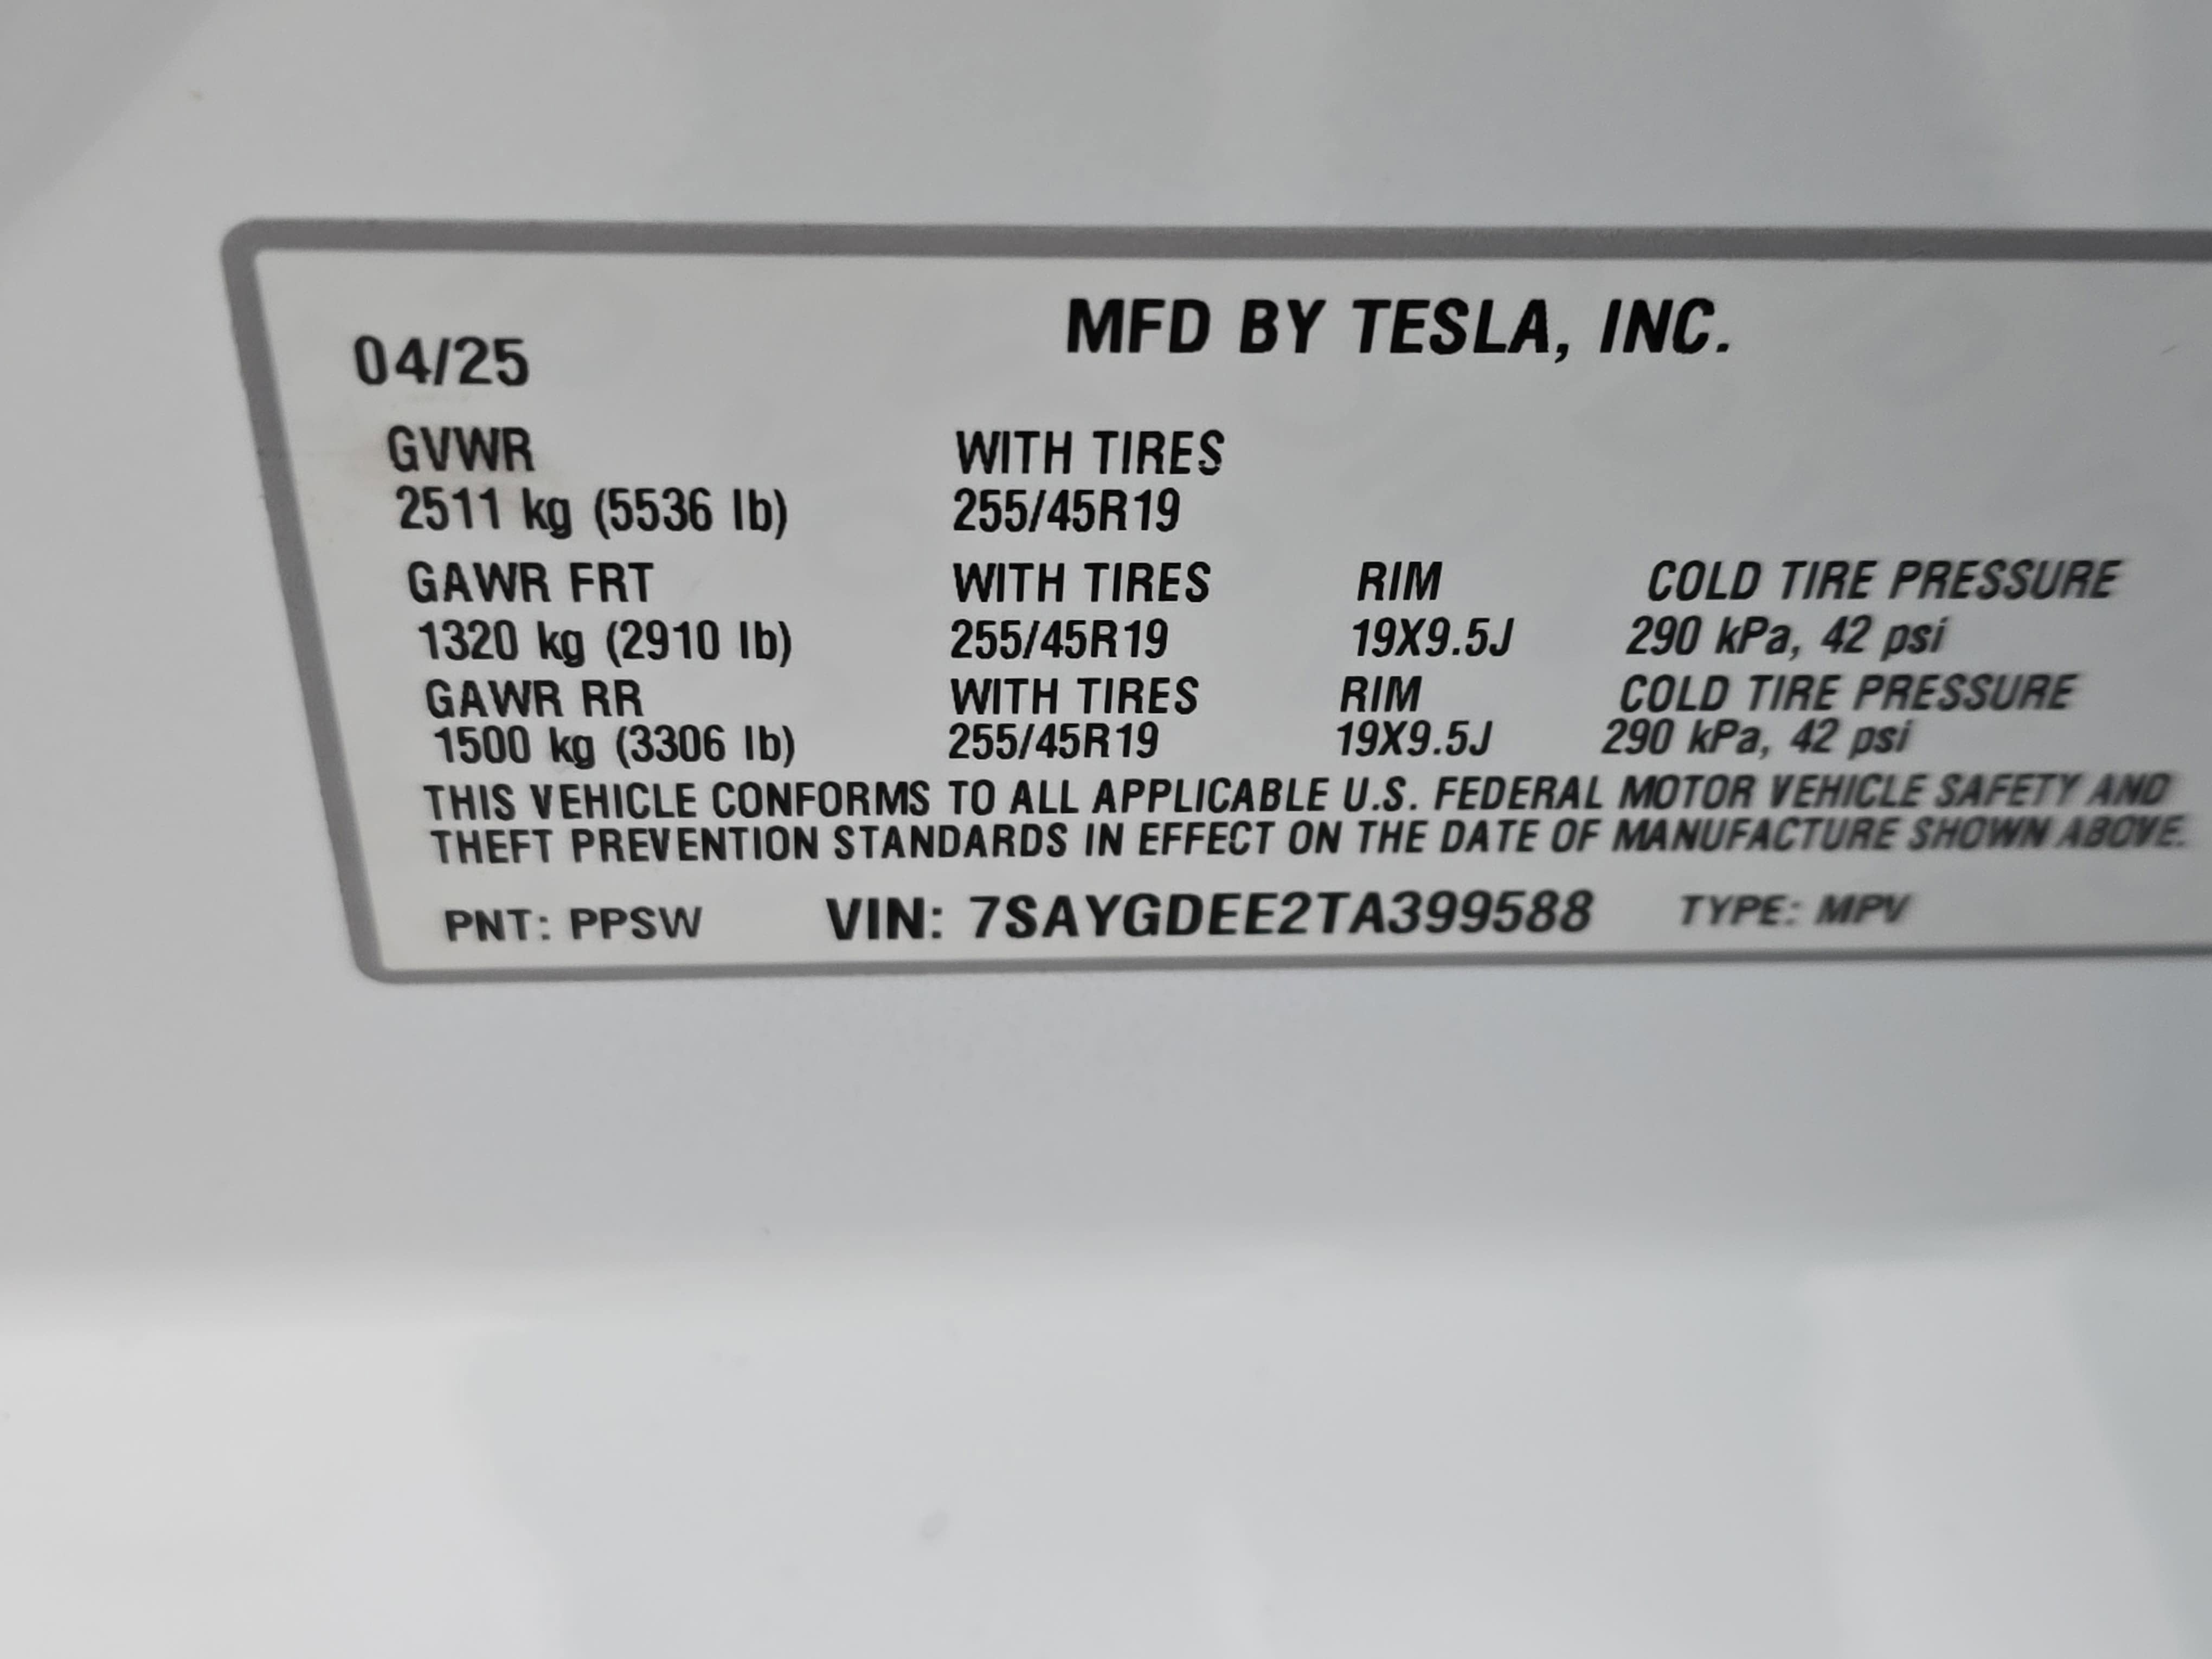 MFD BY TESLA, INC.
04/25
GVWR WITH TIRES
2511 kg (5536 lb) 255/45R19
GAWR FRT WITH TIRES RIM COLD TIRE PRESSURE
1320 kg (2910 lb) 255/45R19 19X9.5J 290 kPa, 42 psi
GAWR RR WITH TIRES RIM COLD TIRE PRESSURE
1500 kg (3306 lb) 255/45R19 19X9.5J 290 kPa, 42 psi
THIS VEHICLE CONFORMS TO ALL APPLICABLE U.S. FEDERAL MOTOR VEHICLE SAFETY AND
THEFT PREVENTION STANDARDS IN EFFECT ON THE DATE OF MANUFACTURE SHOWN ABOVE.
PNT: PPSW VIN: 7SAYGDEE2TA399588 TYPE: MPV